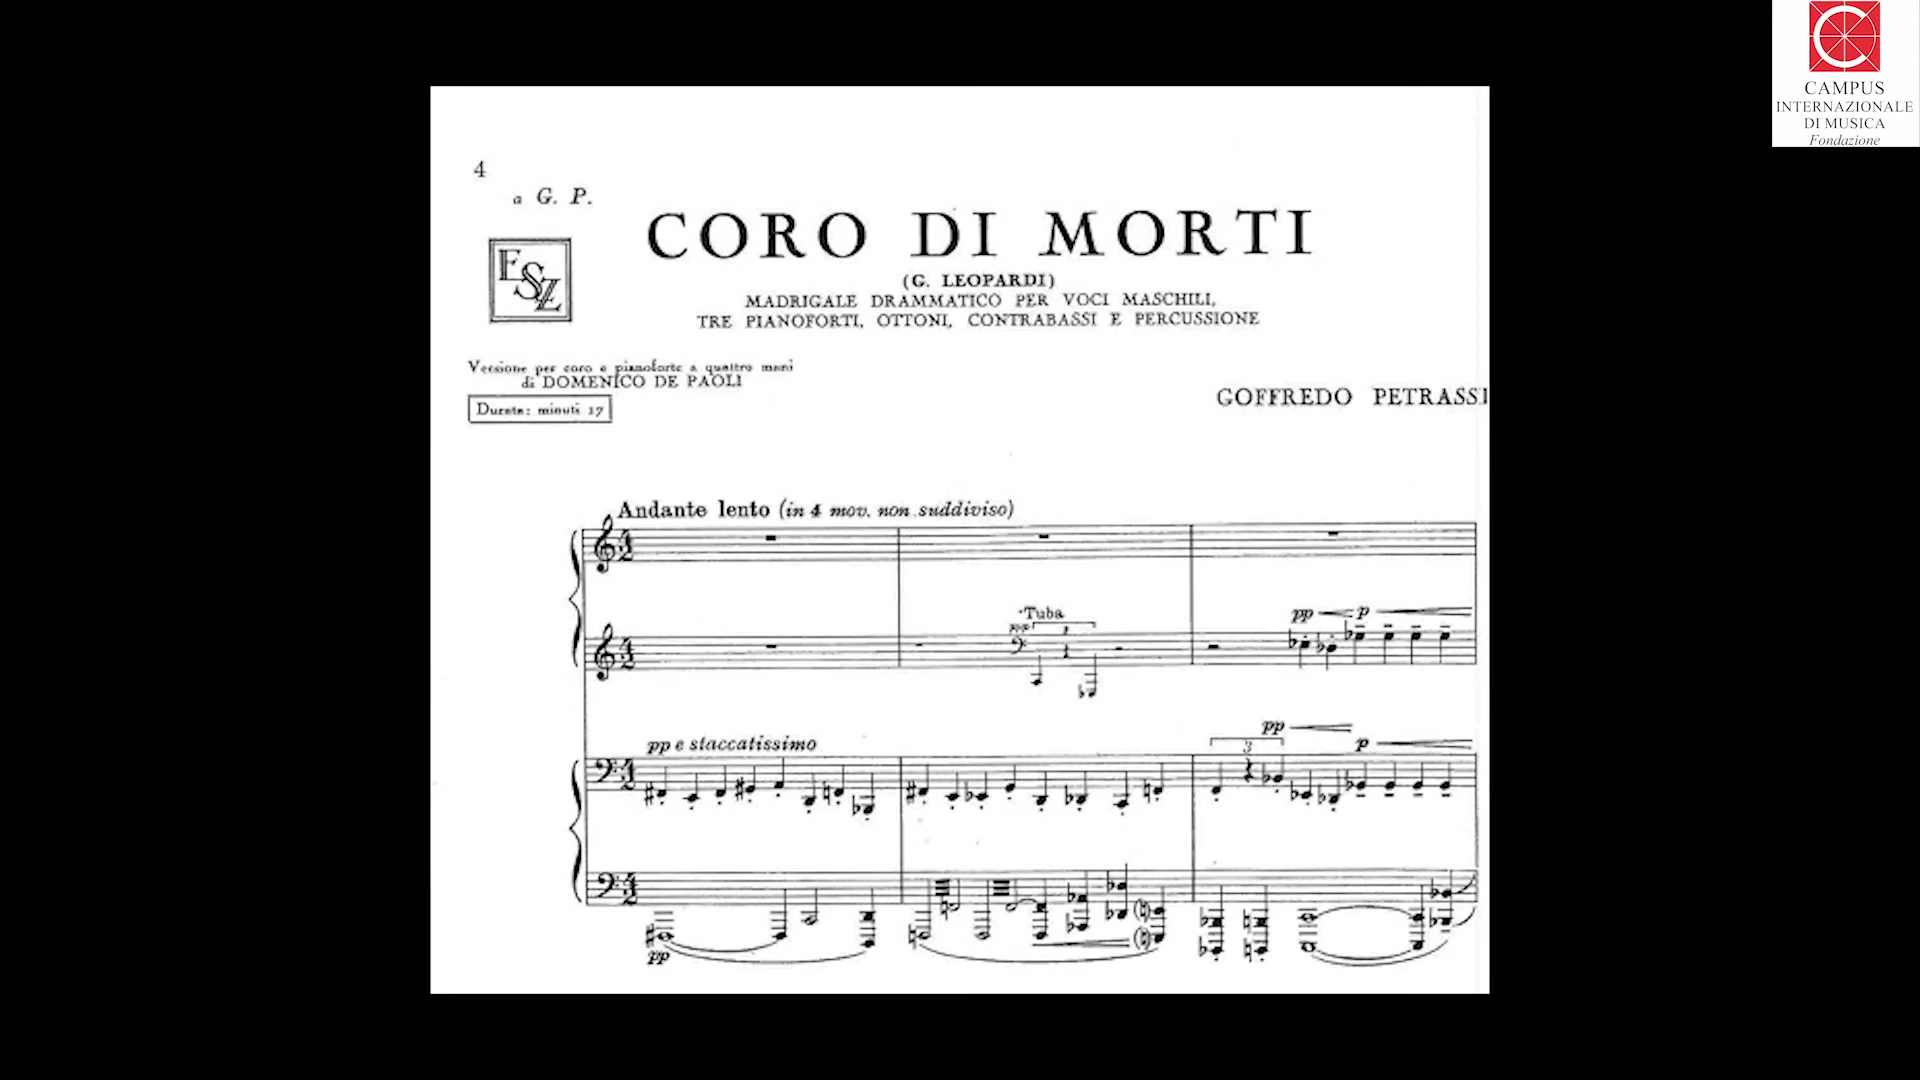 CAMPUS
INTERNAZIONALE
DI MUSICA
Fondazione
4
a G. P.
CORO DI MORTI
ESZ
(G. LEOPARDI)
MADRIGALE DRAMMATICO PER VOCI MASCHILI,
TRE PIANOFORTI, OTTONI, CONTRABASSI E PERCUSSIONE
Versione per coro e pianoforte a quattro mani
di DOMENICO DE PAOLI
Durata: minuti 17
GOFFREDO PETRASSI
Andante lento (in 4 mov. non suddiviso)
Tuba
ppp
pp p
pp
pp e staccatissimo
3
p
pp